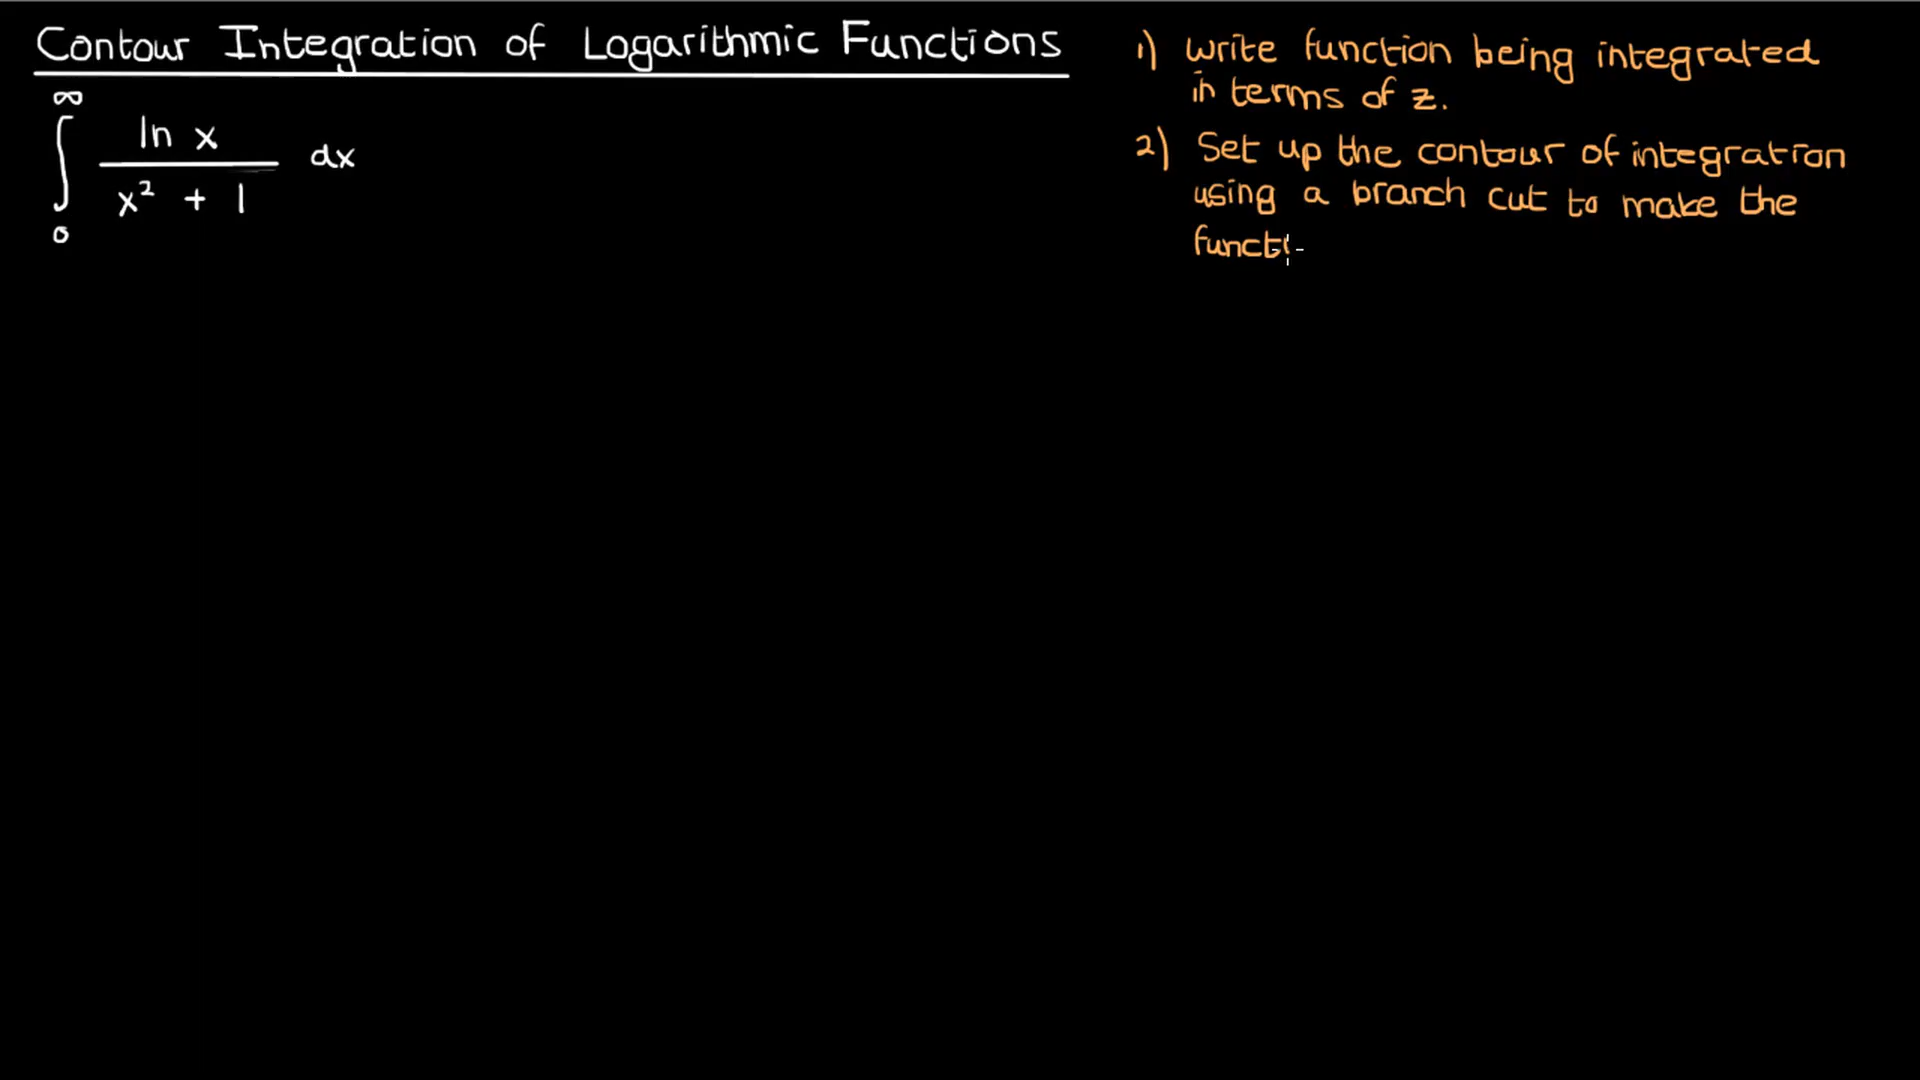 Contour Integration of Logarithmic Functions
∞
∫ ln x / x² + 1 dx
0
1) write function being integrated
in terms of z.
2) Set up the contour of integration
using a branch cut to make the
functi